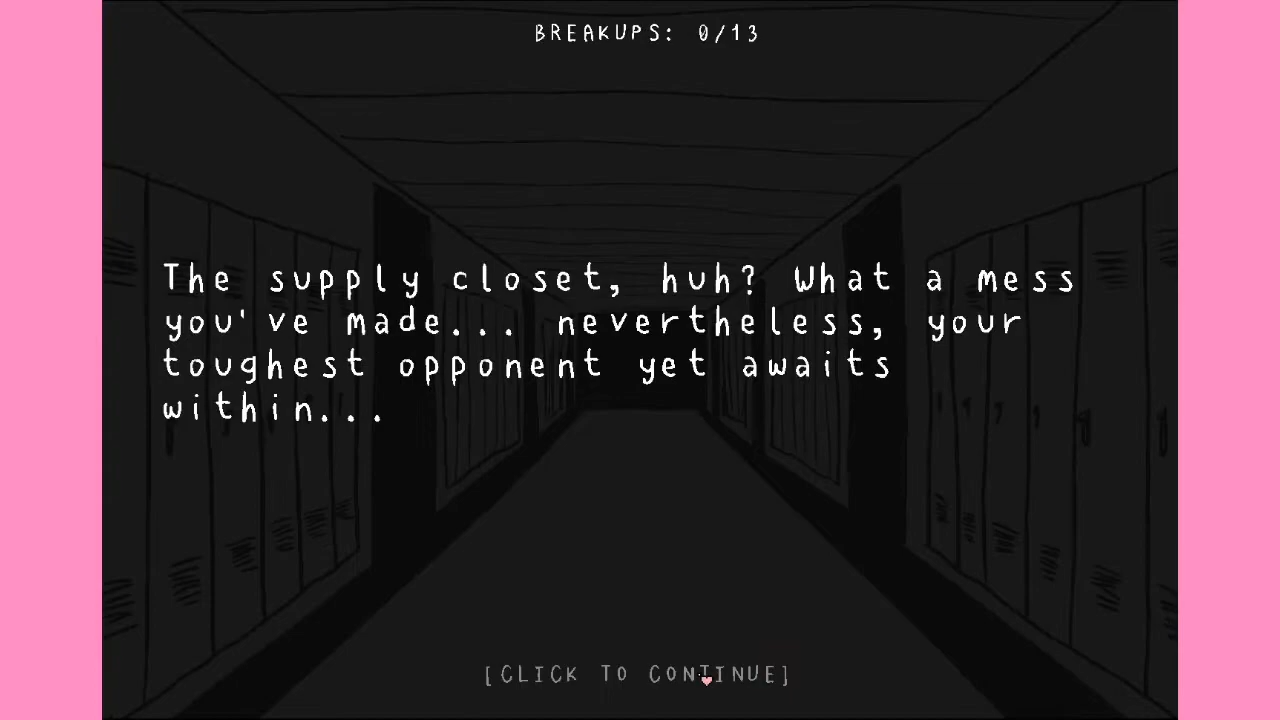 BREAKUPS: 0/13
The supply closet, huh? What a mess
you've made... nevertheless, your
toughest opponent yet awaits
within...
[CLICK TO CONTINUE]